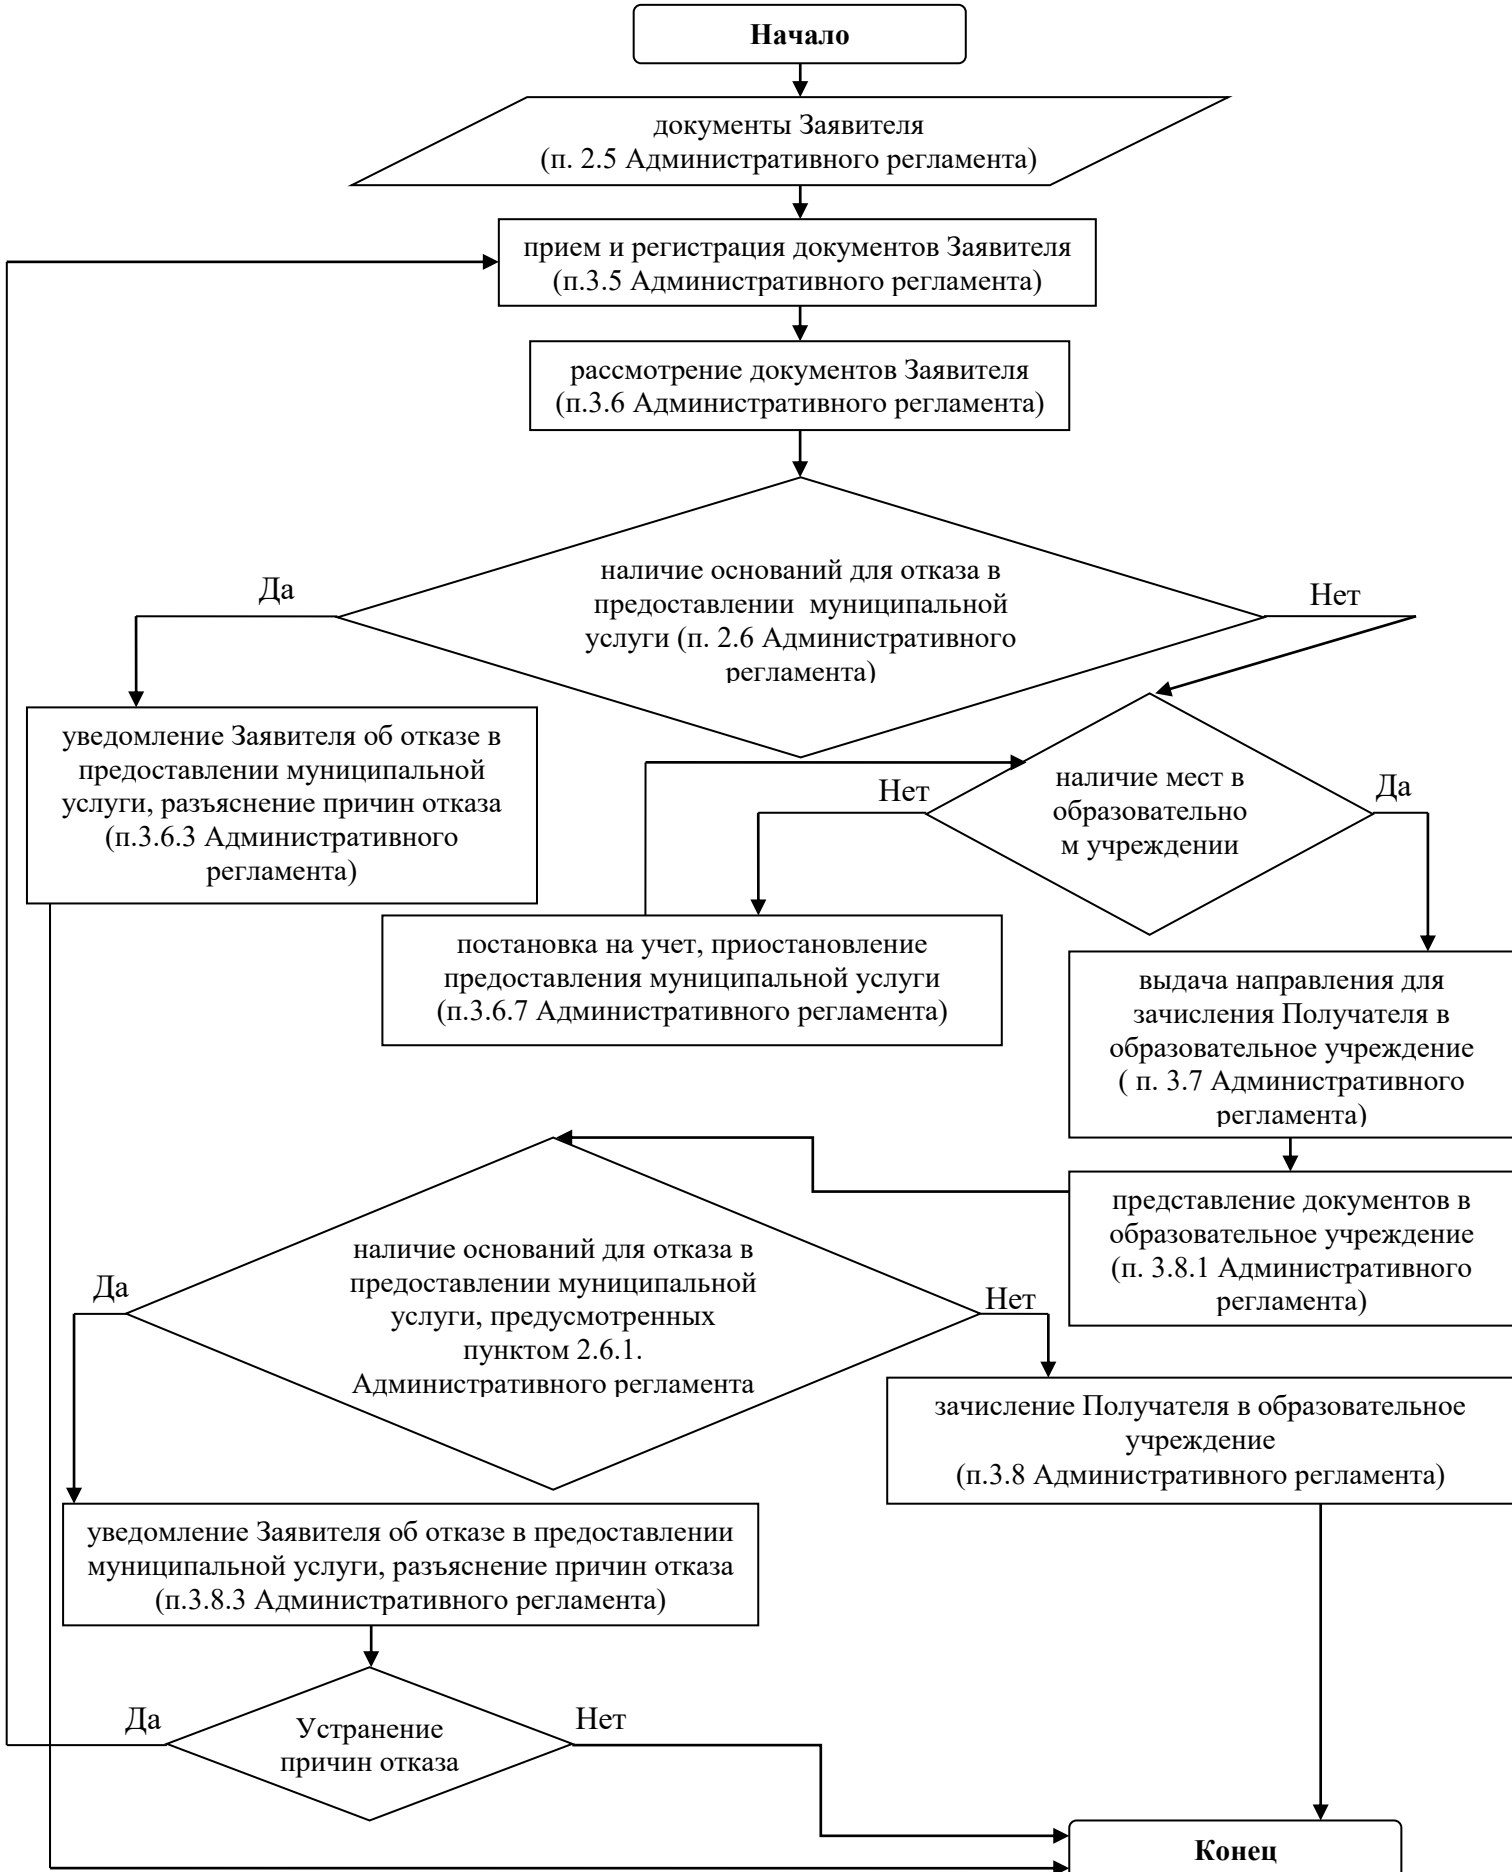 Начало
документы Заявителя
(п. 2.5 Административного регламента)
прием и регистрация документов Заявителя
(п.3.5 Административного регламента)
рассмотрение документов Заявителя
(п.3.6 Административного регламента)
Да
наличие оснований для отказа в
предоставлении муниципальной
услуги (п. 2.6 Административного
регламента)
Нет
уведомление Заявителя об отказе в
предоставлении муниципальной
услуги, разъяснение причин отказа
(п.3.6.3 Административного
регламента)
Нет
наличие мест в
образовательно
м учреждении
Да
постановка на учет, приостановление
предоставления муниципальной услуги
(п.3.6.7 Административного регламента)
выдача направления для
зачисления Получателя в
образовательное учреждение
( п. 3.7 Административного
регламента)
представление документов в
образовательное учреждение
(п. 3.8.1 Административного
регламента)
Да
наличие оснований для отказа в
предоставлении муниципальной
услуги, предусмотренных
пунктом 2.6.1.
Административного регламента
Нет
зачисление Получателя в образовательное
учреждение
(п.3.8 Административного регламента)
уведомление Заявителя об отказе в предоставлении
муниципальной услуги, разъяснение причин отказа
(п.3.8.3 Административного регламента)
Да
Устранение
причин отказа
Нет
Конец